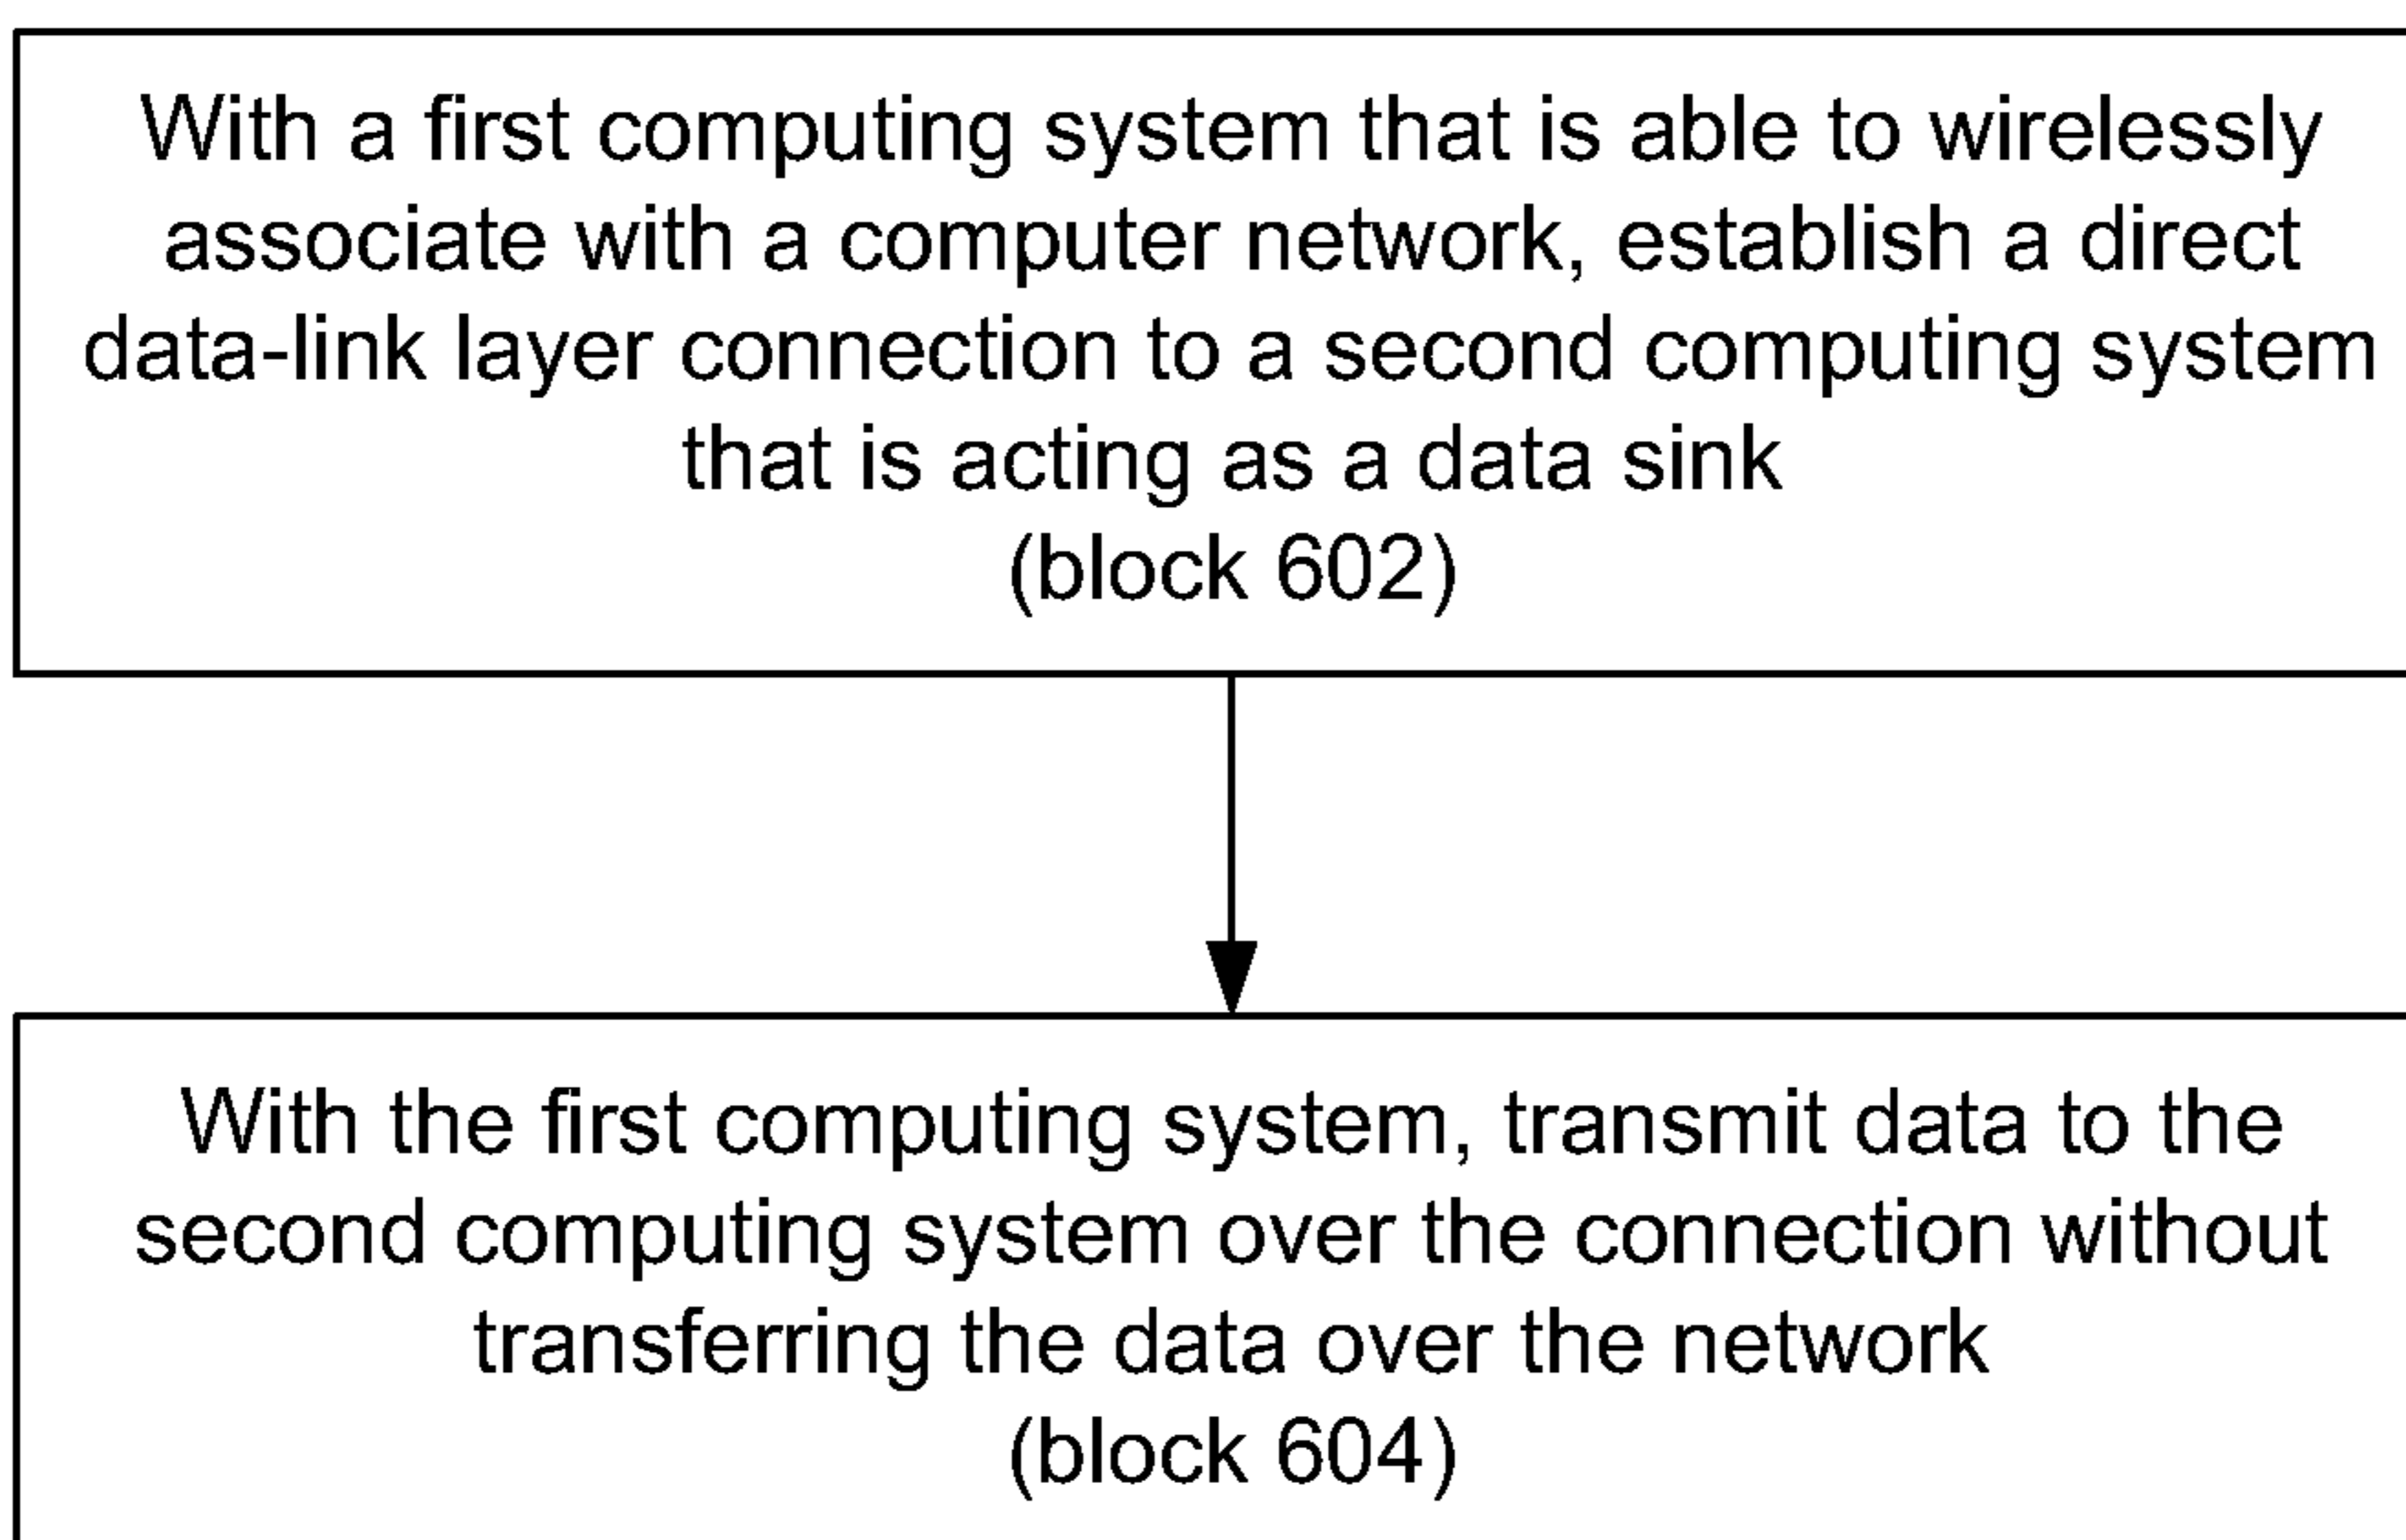 With a first computing system that is able to wirelessly
associate with a computer network, establish a direct
data-link layer connection to a second computing system
that is acting as a data sink
(block 602)
With the first computing system, transmit data to the
second computing system over the connection without
transferring the data over the network
(block 604)